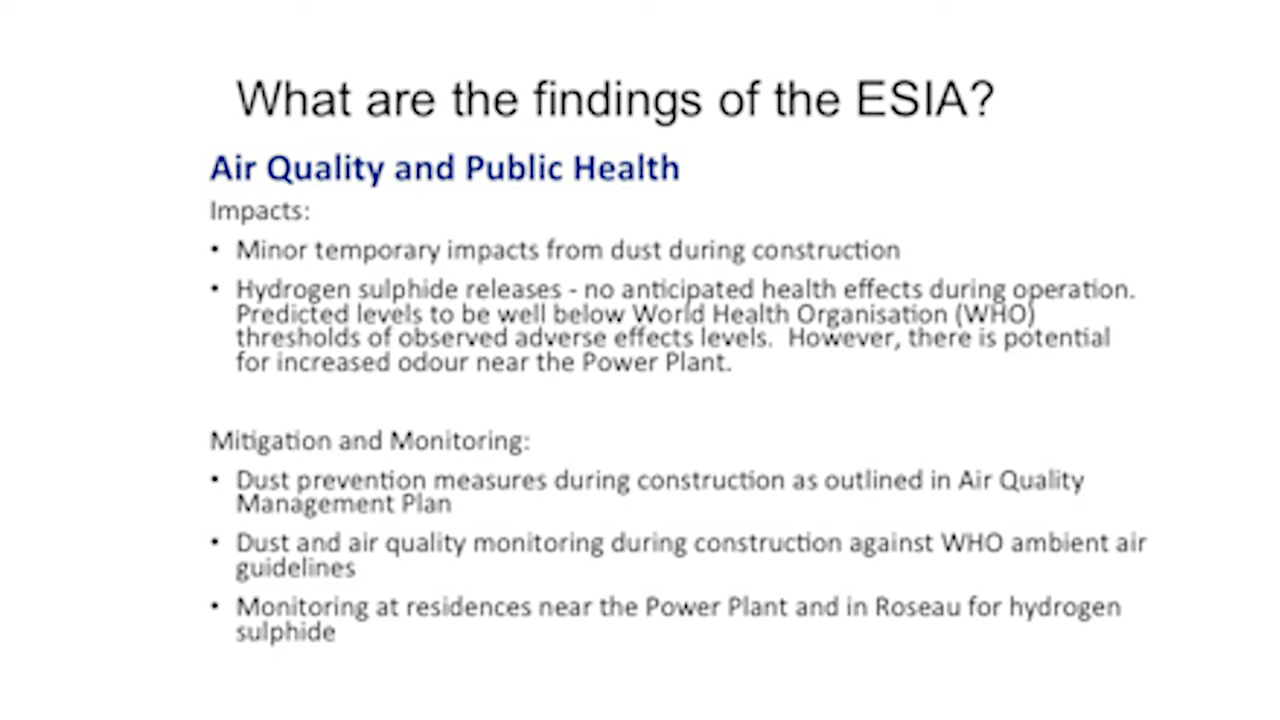 What are the findings of the ESIA?
Air Quality and Public Health
Impacts:
• Minor temporary impacts from dust during construction
• Hydrogen sulphide releases - no anticipated health effects during operation.
Predicted levels to be well below World Health Organisation (WHO)
thresholds of observed adverse effects levels.  However, there is potential
for increased odour near the Power Plant.
Mitigation and Monitoring:
• Dust prevention measures during construction as outlined in Air Quality
Management Plan
• Dust and air quality monitoring during construction against WHO ambient air
guidelines
• Monitoring at residences near the Power Plant and in Roseau for hydrogen
sulphide